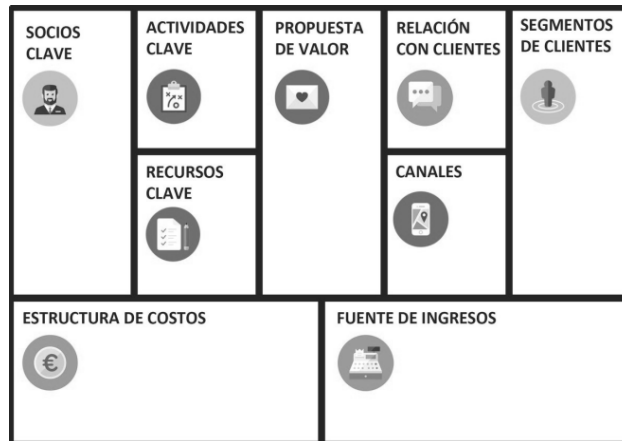 SOCIOS
CLAVE
ACTIVIDADES
CLAVE
RECURSOS
CLAVE
PROPUESTA
DE VALOR
RELACIÓN
CON CLIENTES
CANALES
SEGMENTOS
DE CLIENTES
ESTRUCTURA DE COSTOS
€
FUENTE DE INGRESOS